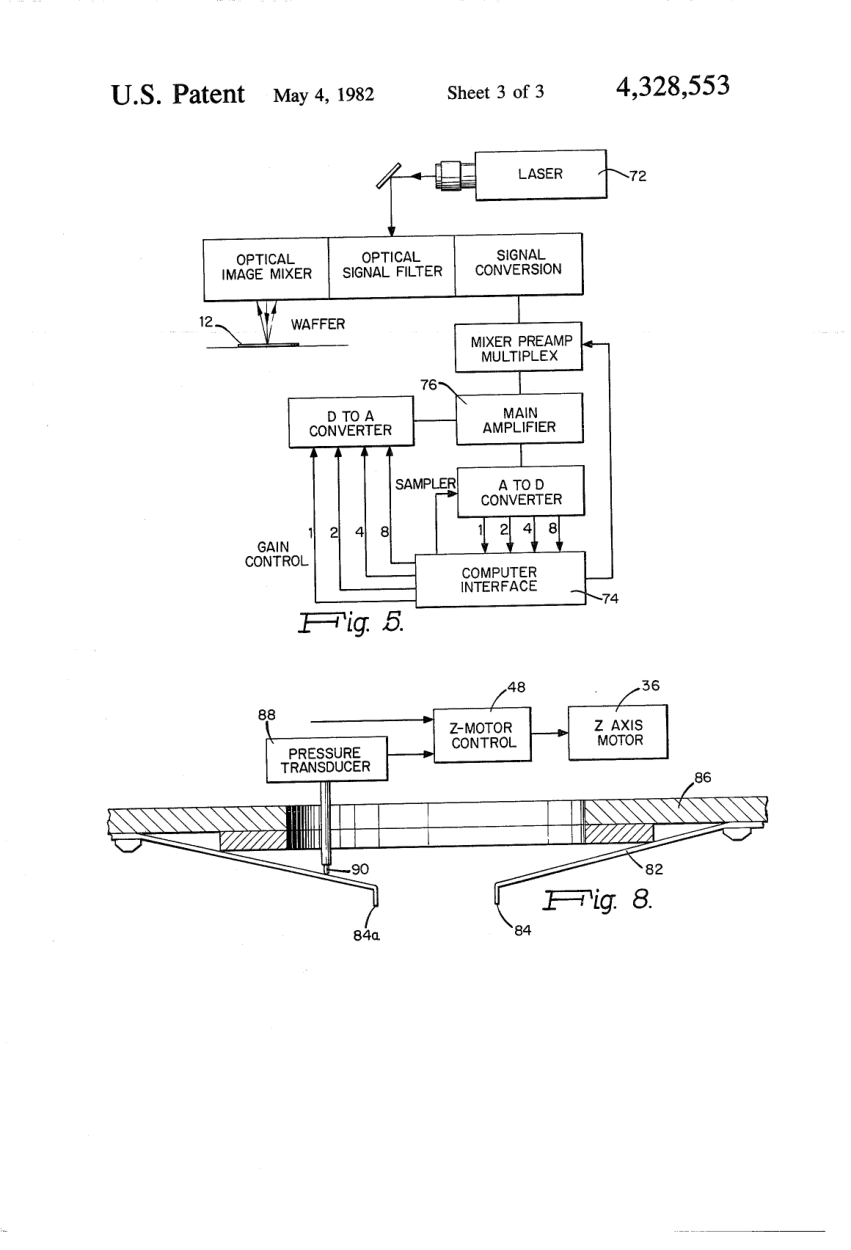 U.S. Patent May 4, 1982 Sheet 3 of 3 4,328,553
LASER
72
OPTICAL
IMAGE MIXER
OPTICAL
SIGNAL FILTER
SIGNAL
CONVERSION
12
WAFFER
MIXER PREAMP
MULTIPLEX
76
D TO A
CONVERTER
MAIN
AMPLIFIER
SAMPLER
A TO D
CONVERTER
1 2 4 8
1 2 4 8
GAIN
CONTROL
COMPUTER
INTERFACE
74
Fig. 5.
48
36
88
Z-MOTOR
CONTROL
Z AXIS
MOTOR
PRESSURE
TRANSDUCER
86
90
82
84a
84
Fig. 8.